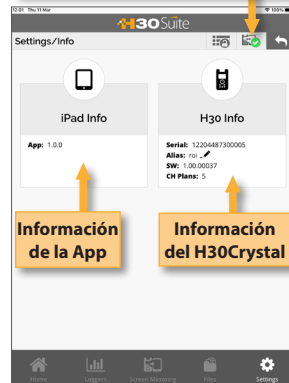 12:01 Thu 11 Mar 100%
H30 Suite
Settings/Info
iPad Info
H30 Info
App: 1.0.0
Serial: 12204487300005
Alias: roi
SW: 1.00.00037
CH Plans: 5
Información
de la App
Información
del H30Crystal
Home Loggers Screen Mirroring Files Settings